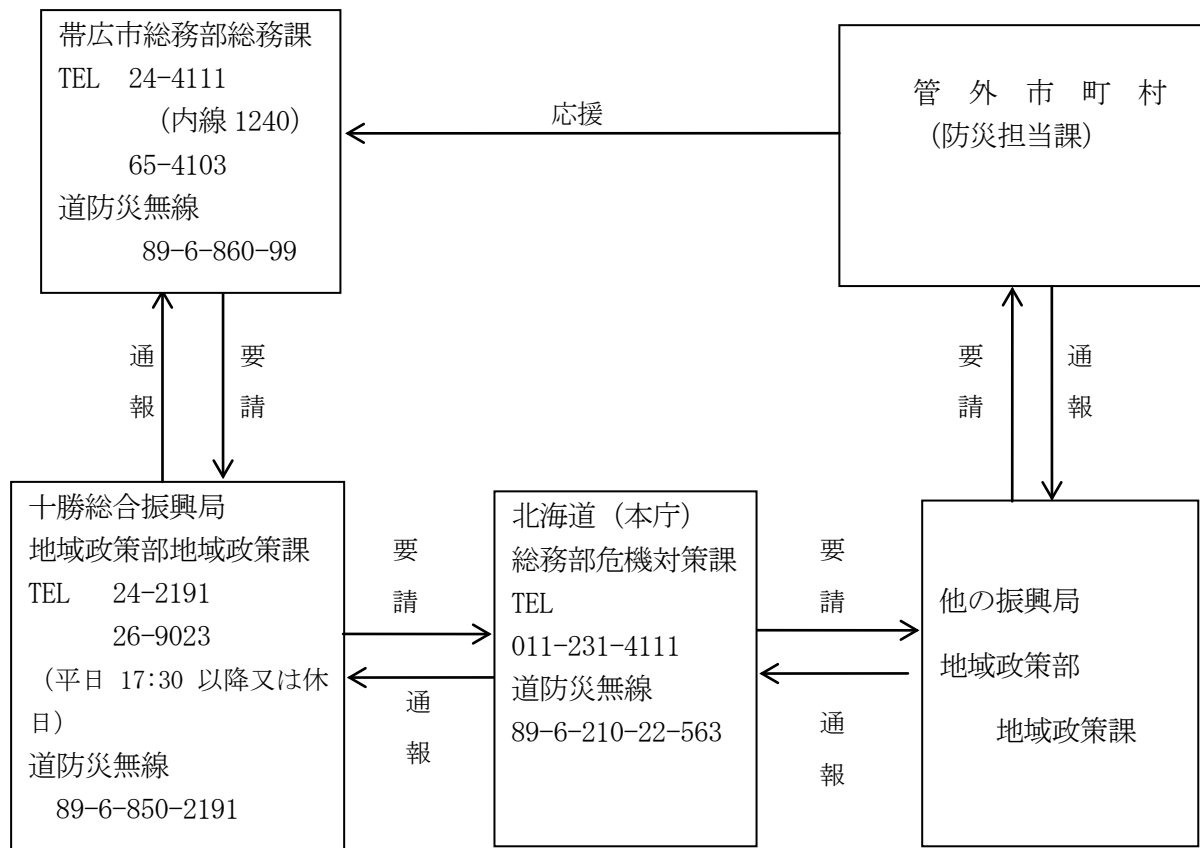 帯広市総務部総務課
TEL 24-4111
（内線 1240）
65-4103
道防災無線
89-6-860-99
応援
管 外 市 町 村
（防災担当課）
通報
要請
要請
通報
十勝総合振興局
地域政策部地域政策課
TEL 24-2191
26-9023
（平日 17:30 以降又は休
日）
道防災無線
89-6-850-2191
要請
通報
北海道（本庁）
総務部危機対策課
TEL
011-231-4111
道防災無線
89-6-210-22-563
要請
通報
他の振興局
地域政策部
地域政策課